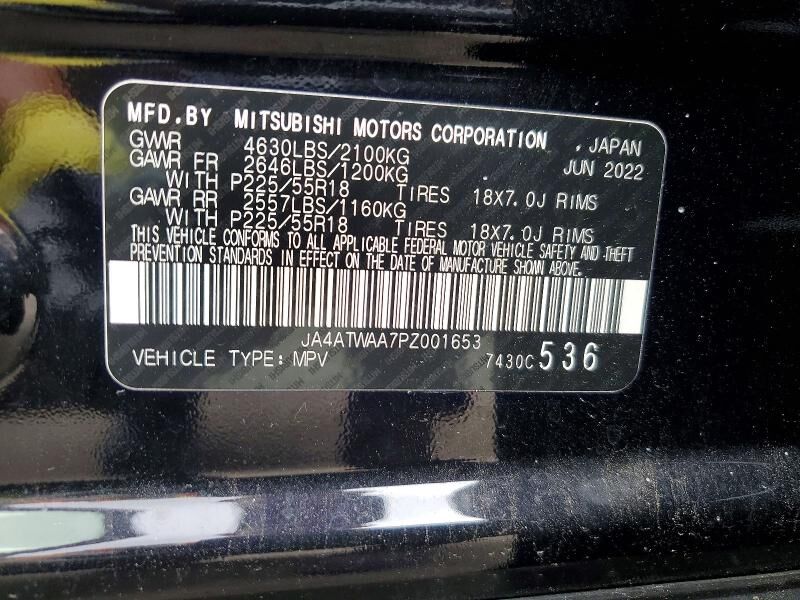 MFD.BY MITSUBISHI MOTORS CORPORATION , JAPAN
GWWR 4630LBS/2100KG JUN 2022
GAWR FR 2646LBS/1200KG
WITH P225/55R18 TIRES 18X7.0J RIMS
GAWR RR 2557LBS/1160KG
WITH P225/55R18 TIRES 18X7.0J RIMS
THIS VEHICLE CONFORMS TO ALL APPLICABLE FEDERAL MOTOR VEHICLE SAFETY AND THEFT
PREVENTION STANDARDS IN EFFECT ON THE DATE OF MANUFACTURE SHOWN ABOVE.
JA4ATWAA7PZ001653
VEHICLE TYPE: MPV 7430C 536